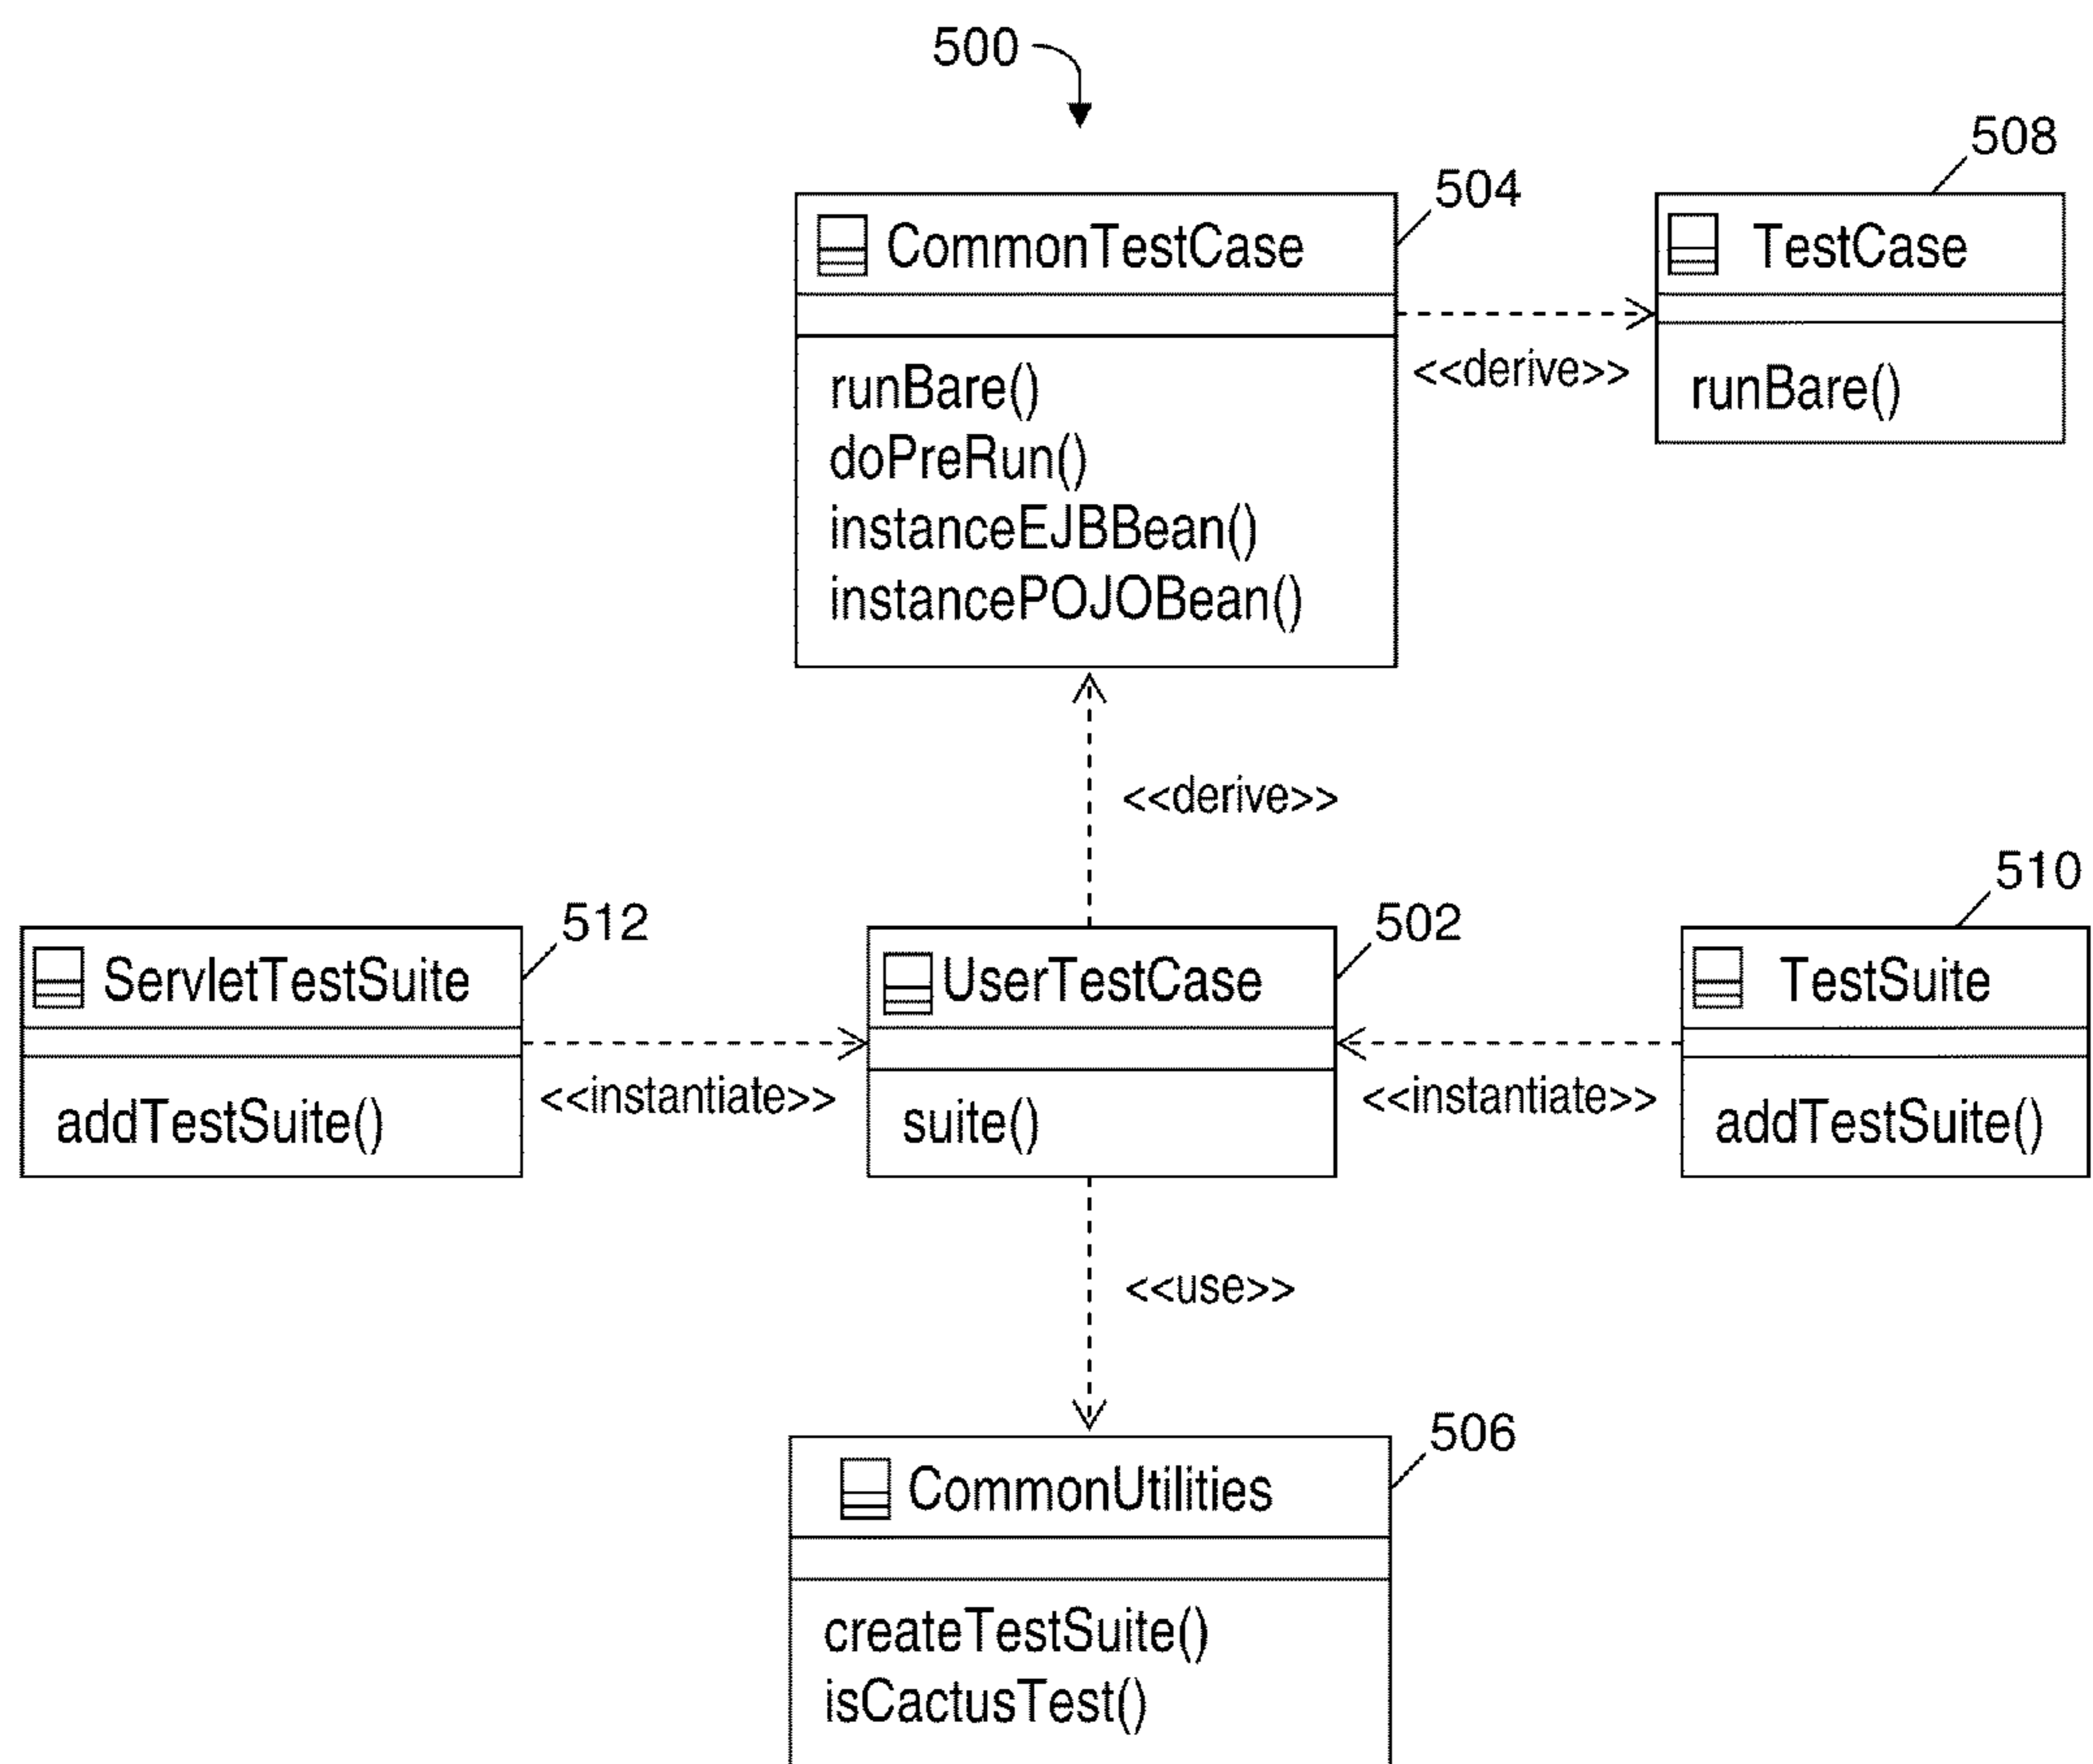 500
508
504
CommonTestCase
TestCase
<<derive>>
runBare()
runBare()
doPreRun()
instanceEJBBean()
instancePOJOBean()
<<derive>>
510
512
502
ServletTestSuite
UserTestCase
TestSuite
<<instantiate>>
<<instantiate>>
addTestSuite()
suite()
addTestSuite()
<<use>>
506
CommonUtilities
createTestSuite()
isCactusTest()